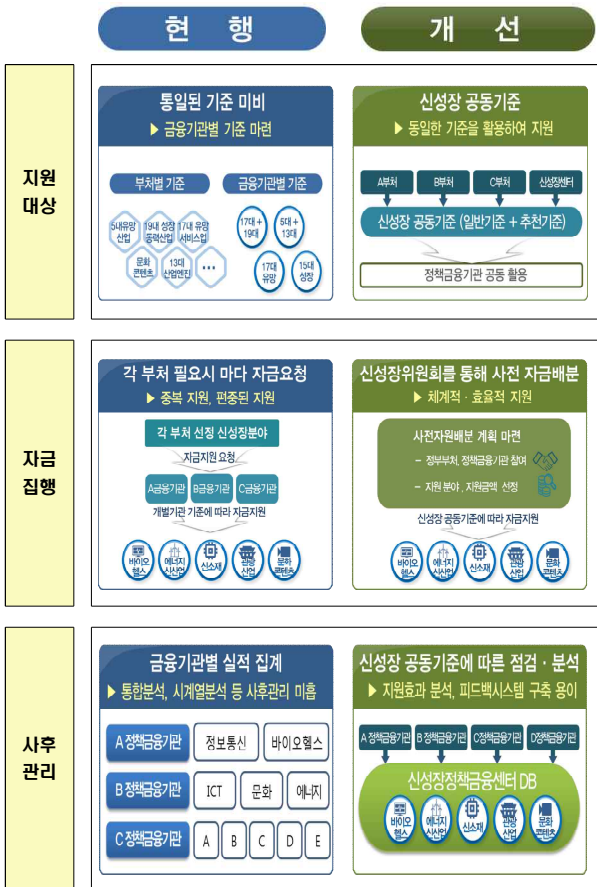 현 행
개 선
지원
대상
통일된 기준 미비
▶ 금융기관별 기준 마련
부처별 기준
금융기관별 기준
5대유망
산업
19대 성장
동력산업
17대 유망
서비스업
문화
콘텐츠
13대
산업엔진
...
17대 +
19대
5대 +
13대
17대
유망
15대
성장
신성장 공동기준
▶ 동일한 기준을 활용하여 지원
A부처
B부처
C부처
신성장센터
신성장 공동기준 (일반기준 + 추천기준)
정책금융기관 공동 활용
자금
집행
각 부처 필요시 마다 자금요청
▶ 중복 지원, 편중된 지원
각 부처 선정 신성장분야
자금지원 요청
A금융기관
B금융기관
C금융기관
개별기관 기준에 따라 자금지원
바이오
헬스
에너지
신산업
신소재
관광
산업
문화
콘텐츠
신성장위원회를 통해 사전 자금배분
▶ 체계적 · 효율적 지원
사전자원배분 계획 마련
- 정부부처, 정책금융기관 참여
- 지원 분야, 지원금액 선정
신성장 공동기준에 따라 자금지원
바이오
헬스
에너지
신산업
신소재
관광
산업
문화
콘텐츠
사후
관리
금융기관별 실적 집계
▶ 통합분석, 시계열분석 등 사후관리 미흡
A 정책금융기관
정보통신
바이오헬스
B 정책금융기관
ICT
문화
에너지
C 정책금융기관
A
B
C
D
E
신성장 공동기준에 따른 점검 · 분석
▶ 지원효과 분석, 피드백시스템 구축 용이
A 정책금융기관
B 정책금융기관
C정책금융기관
D정책금융기관
신성장정책금융센터 DB
바이오
헬스
에너지
신산업
신소재
관광
산업
문화
콘텐츠